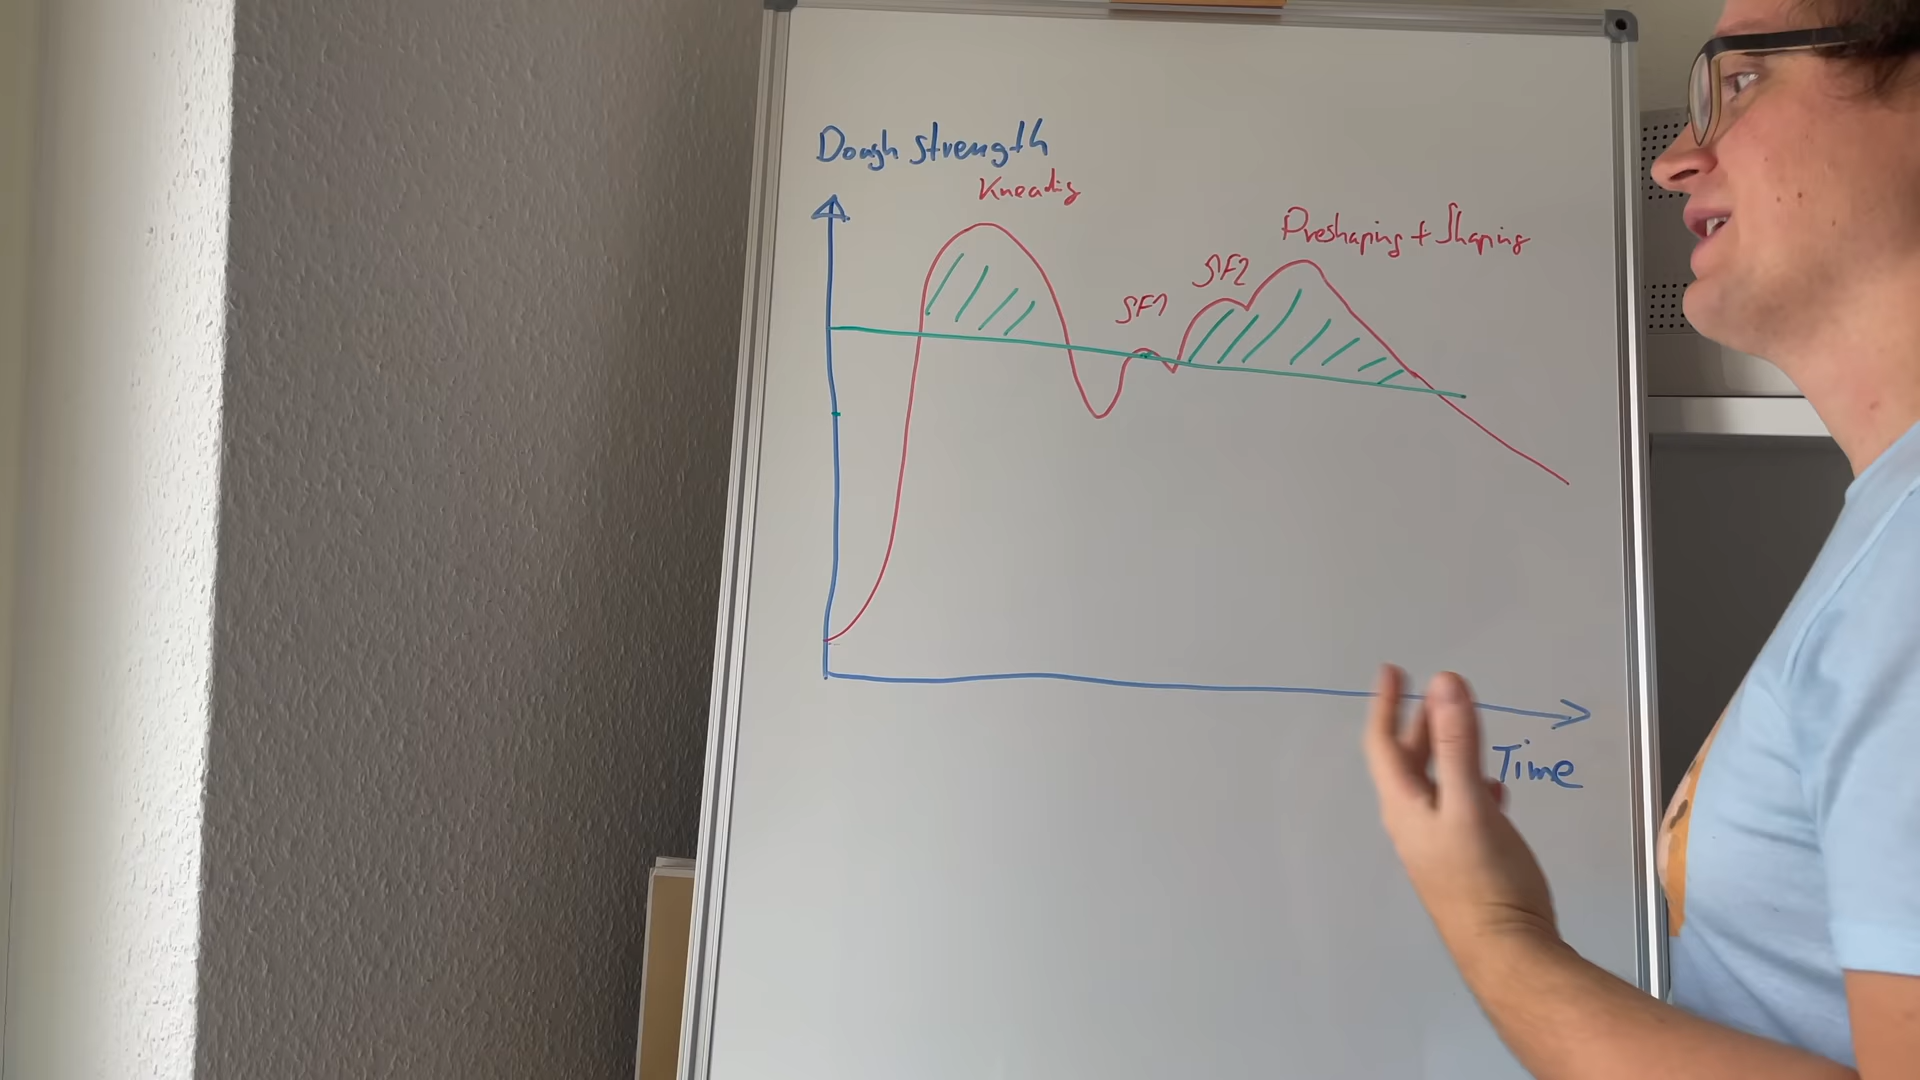 Dough strength
Kneading
Preshaping + Shaping
SF2
SF1
Time